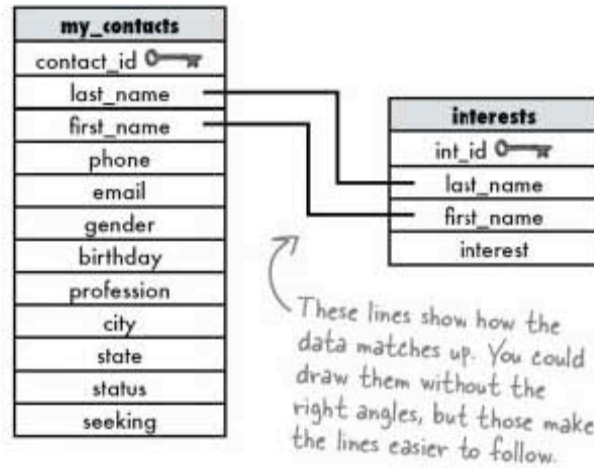 my_contacts
contact_id
last_name
first_name
phone
email
gender
birthday
profession
city
state
status
seeking
interests
int_id
last_name
first_name
interest
These lines show how the
data matches up. You could
draw them without the
right angles, but those make
the lines easier to follow.